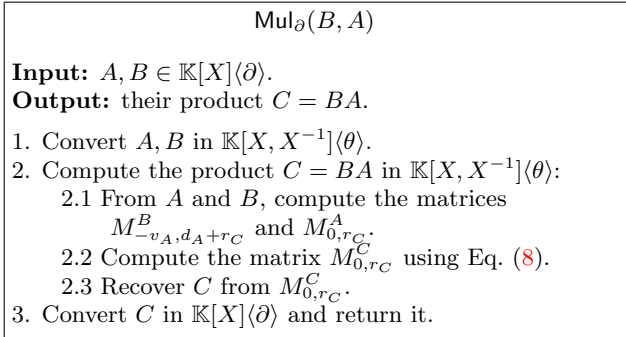 Mul∂(B, A)
Input: A, B ∈ 𝕂[X]⟨∂⟩.
Output: their product C = BA.
1. Convert A, B in 𝕂[X, X⁻¹]⟨θ⟩.
2. Compute the product C = BA in 𝕂[X, X⁻¹]⟨θ⟩:
2.1 From A and B, compute the matrices
M^B_{−v_A,d_A+r_C} and M^A_{0,r_C}.
2.2 Compute the matrix M^C_{0,r_C} using Eq. (8).
2.3 Recover C from M^C_{0,r_C}.
3. Convert C in 𝕂[X]⟨∂⟩ and return it.